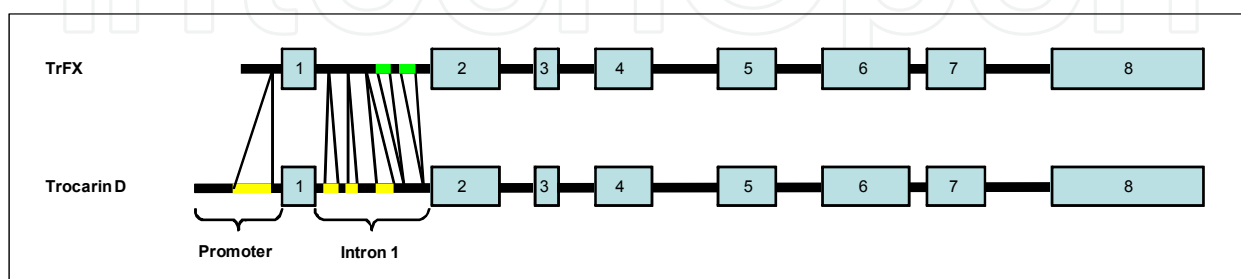 intechopen
TrFX
1 2 3 4 5 6 7 8
Trocarin D
1 2 3 4 5 6 7 8
Promoter Intron 1